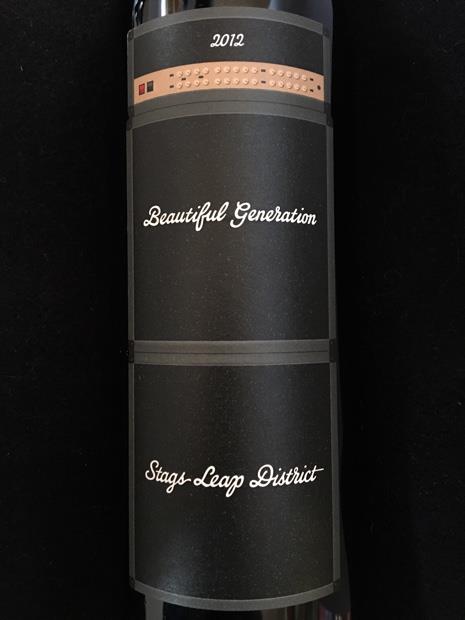 2012
Beautiful Generation
Stags Leap District